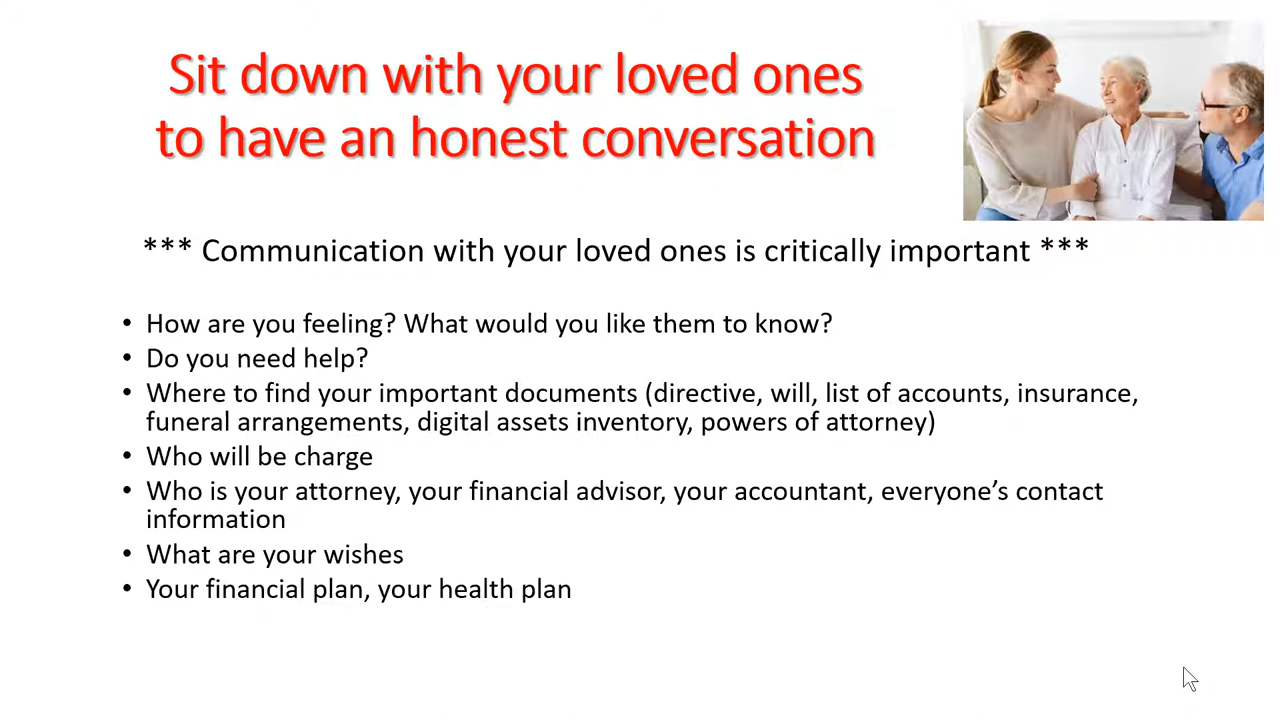 Sit down with your loved ones
to have an honest conversation
*** Communication with your loved ones is critically important ***
• How are you feeling? What would you like them to know?
• Do you need help?
• Where to find your important documents (directive, will, list of accounts, insurance,
funeral arrangements, digital assets inventory, powers of attorney)
• Who will be charge
• Who is your attorney, your financial advisor, your accountant, everyone’s contact
information
• What are your wishes
• Your financial plan, your health plan